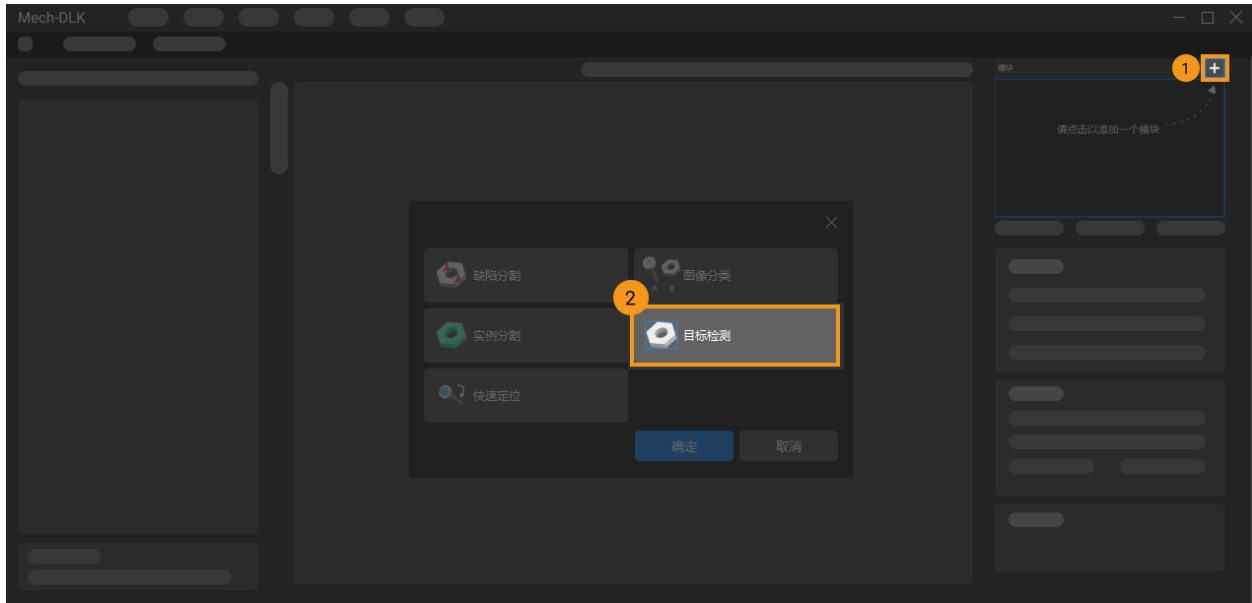 Mech-DLK
模块
1
请点击以添加一个模块
缺陷分割
图像分类
A B
2
实例分割
目标检测
快速定位
确定
取消